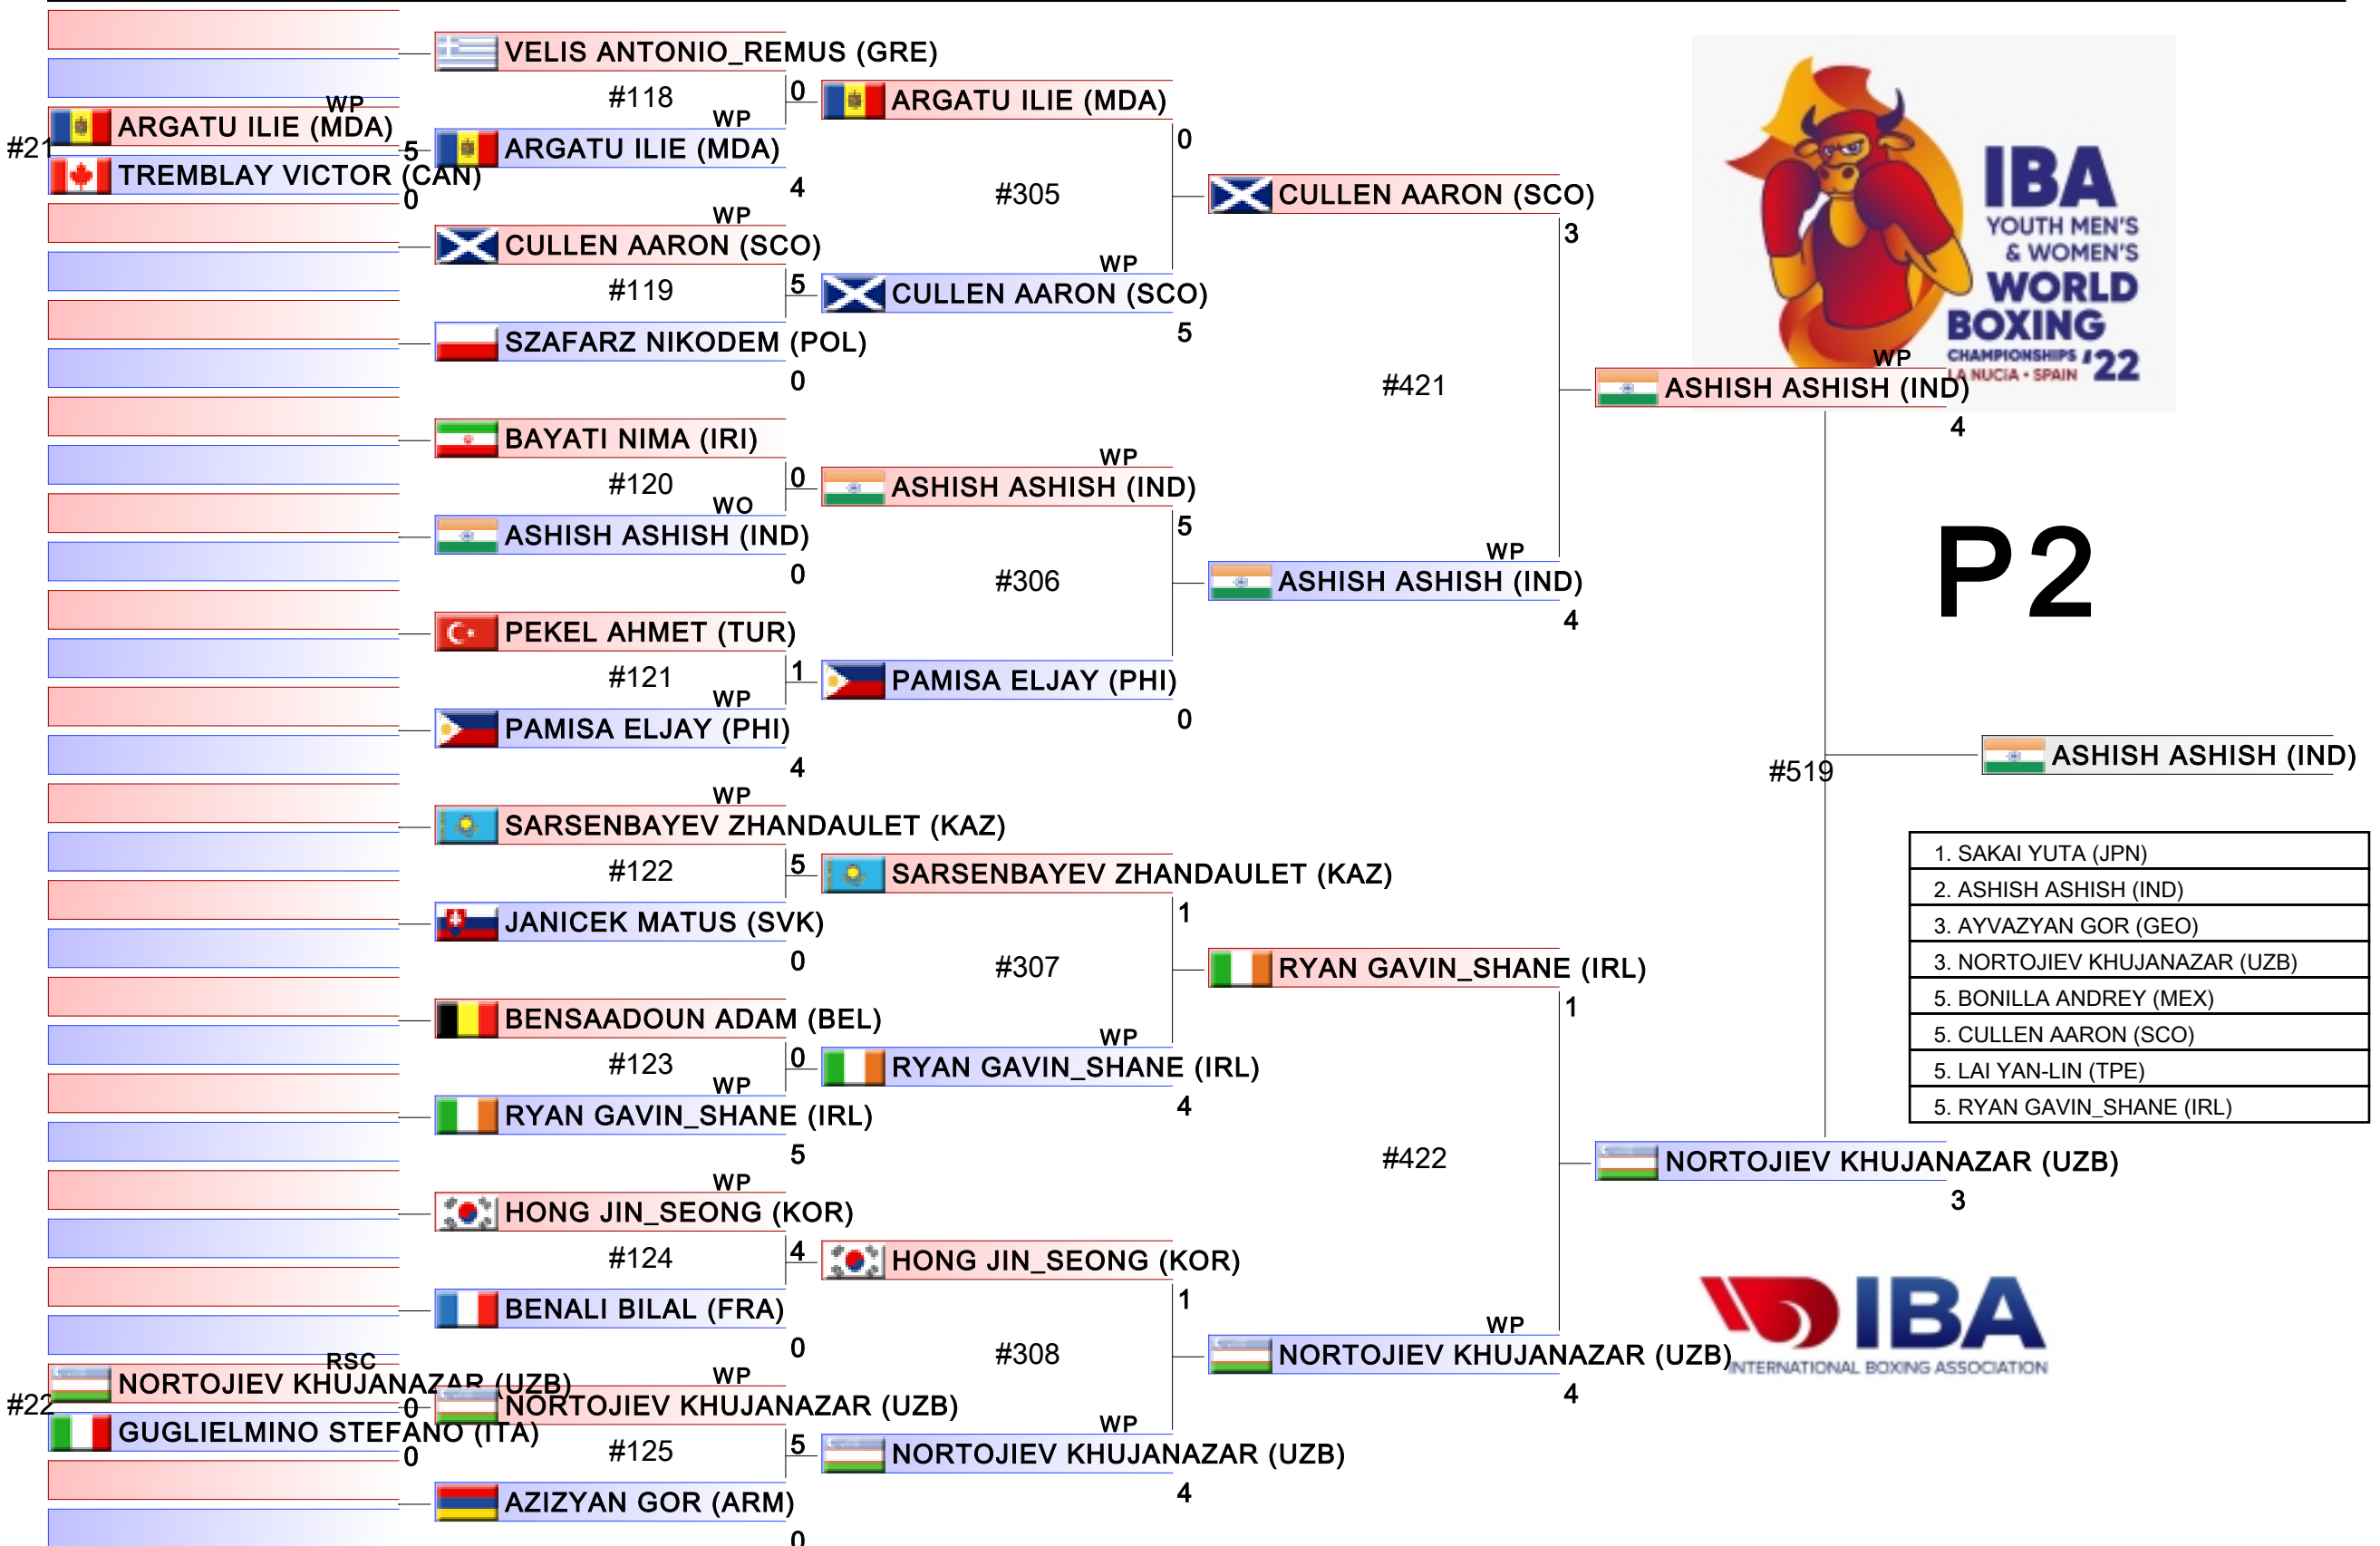 VELIS ANTONIO_REMUS (GRE)
#118
0
WP
ARGATU ILIE (MDA)
4
WP
ARGATU ILIE (MDA)
5
#21
TREMBLAY VICTOR (CAN)
0
ARGATU ILIE (MDA)
0
#305
WP
CULLEN AARON (SCO)
5
WP
CULLEN AARON (SCO)
#119
5
SZAFARZ NIKODEM (POL)
0
CULLEN AARON (SCO)
3
#421
BAYATI NIMA (IRI)
#120
0
WO
ASHISH ASHISH (IND)
0
WP
ASHISH ASHISH (IND)
5
#306
WP
ASHISH ASHISH (IND)
4
PEKEL AHMET (TUR)
#121
1
WP
PAMISA ELJAY (PHI)
4
PAMISA ELJAY (PHI)
0
IBA
YOUTH MEN'S
& WOMEN'S
WORLD
BOXING
CHAMPIONSHIPS '22
LA NUCIA • SPAIN
WP
ASHISH ASHISH (IND)
4
P2
#519
ASHISH ASHISH (IND)
WP
SARSENBAYEV ZHANDAULET (KAZ)
#122
5
JANICEK MATUS (SVK)
0
SARSENBAYEV ZHANDAULET (KAZ)
1
#307
BENSAADOUN ADAM (BEL)
#123
0
WP
RYAN GAVIN_SHANE (IRL)
5
WP
RYAN GAVIN_SHANE (IRL)
4
RYAN GAVIN_SHANE (IRL)
1
#422
WP
HONG JIN_SEONG (KOR)
#124
4
BENALI BILAL (FRA)
0
HONG JIN_SEONG (KOR)
1
#308
RSC
NORTOJIEV KHUJANAZAR (UZB)
0
#22
GUGLIELMINO STEFANO (ITA)
0
WP
NORTOJIEV KHUJANAZAR (UZB)
#125
5
AZIZYAN GOR (ARM)
0
WP
NORTOJIEV KHUJANAZAR (UZB)
4
WP
NORTOJIEV KHUJANAZAR (UZB)
4
NORTOJIEV KHUJANAZAR (UZB)
3
1. SAKAI YUTA (JPN)
2. ASHISH ASHISH (IND)
3. AYVAZYAN GOR (GEO)
3. NORTOJIEV KHUJANAZAR (UZB)
5. BONILLA ANDREY (MEX)
5. CULLEN AARON (SCO)
5. LAI YAN-LIN (TPE)
5. RYAN GAVIN_SHANE (IRL)
IBA
INTERNATIONAL BOXING ASSOCIATION